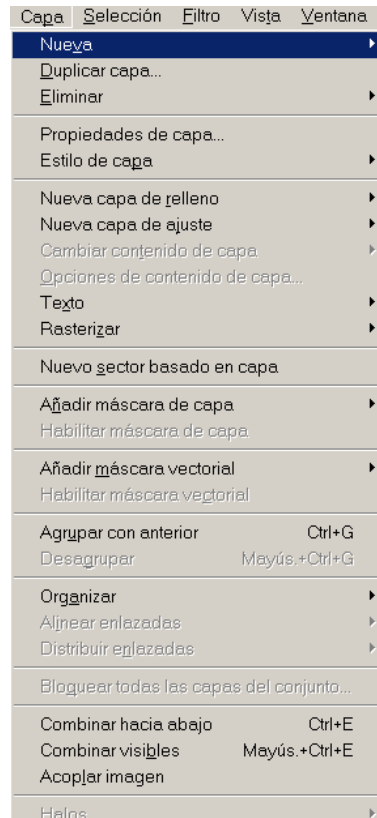 Capa Selección Filtro Vista Ventana
Nueva
Duplicar capa...
Eliminar
Propiedades de capa...
Estilo de capa
Nueva capa de relleno
Nueva capa de ajuste
Cambiar contenido de capa
Opciones de contenido de capa...
Texto
Rasterizar
Nuevo sector basado en capa
Añadir máscara de capa
Habilitar máscara de capa
Añadir máscara vectorial
Habilitar máscara vectorial
Agrupar con anterior Ctrl+G
Desagrupar Mayús.+Ctrl+G
Organizar
Alinear enlazadas
Distribuir enlazadas
Bloquear todas las capas del conjunto...
Combinar hacia abajo Ctrl+E
Combinar visibles Mayús.+Ctrl+E
Acoplar imagen
Halos